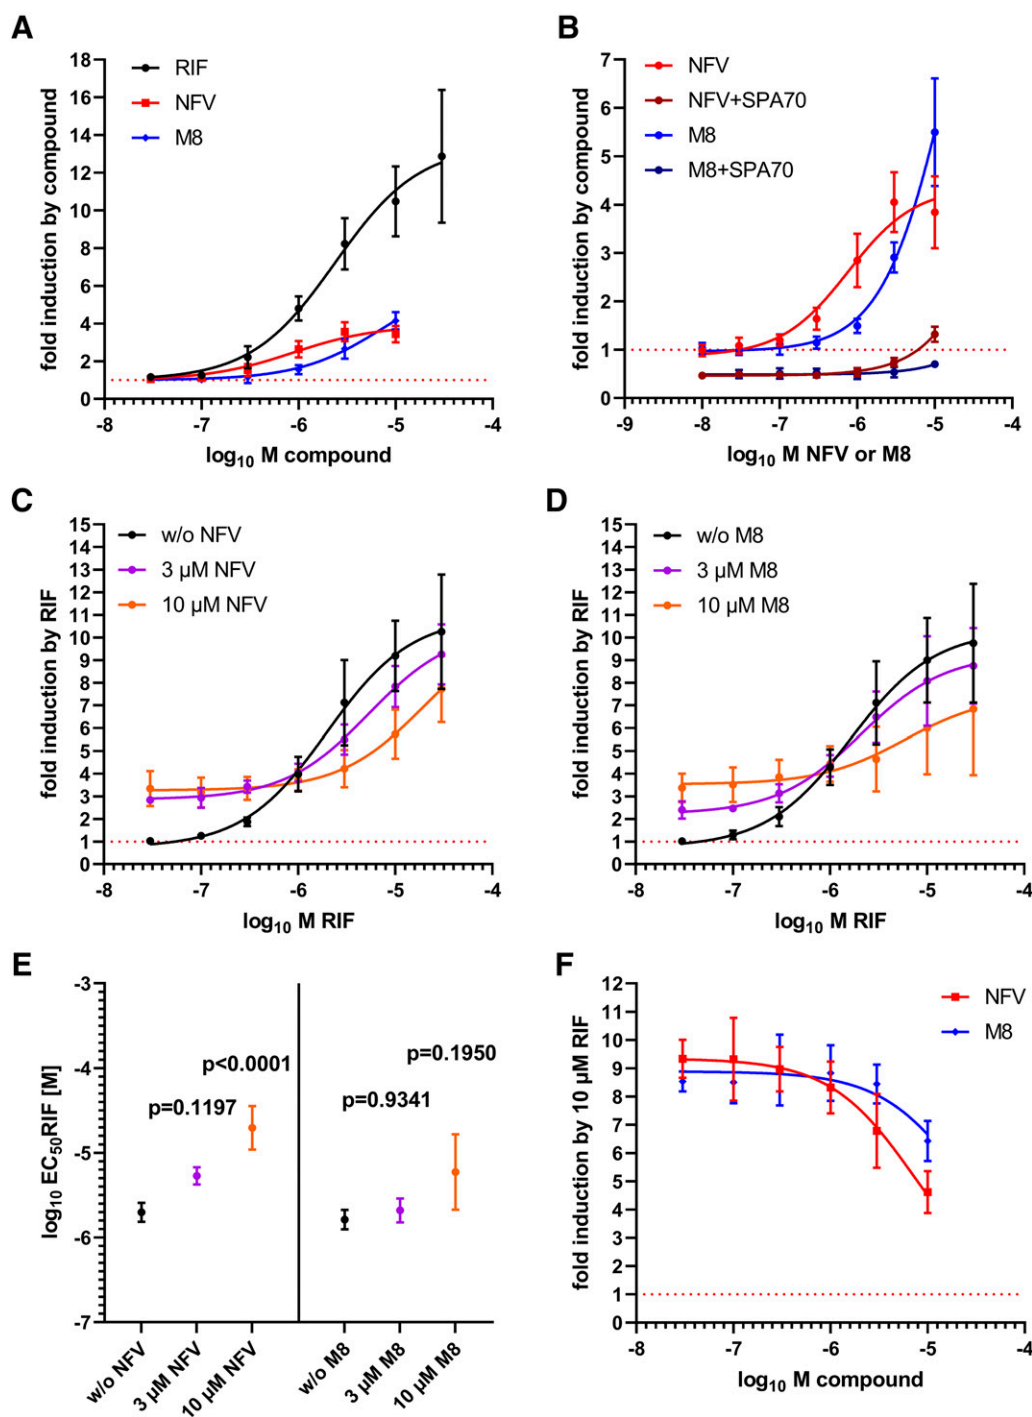 A
fold induction by compound
18
16
14
12
10
8
6
4
2
0
RIF
NFV
M8
-8
-7
-6
-5
-4
log₁₀ M compound
B
fold induction by compound
7
6
5
4
3
2
1
0
NFV
NFV+SPA70
M8
M8+SPA70
-9
-8
-7
-6
-5
-4
log₁₀ M NFV or M8
C
fold induction by RIF
15
14
13
12
11
10
9
8
7
6
5
4
3
2
1
0
w/o NFV
3 µM NFV
10 µM NFV
-8
-7
-6
-5
-4
log₁₀ M RIF
D
fold induction by RIF
15
14
13
12
11
10
9
8
7
6
5
4
3
2
1
0
w/o M8
3 µM M8
10 µM M8
-8
-7
-6
-5
-4
log₁₀ M RIF
E
log₁₀ EC₅₀RIF [M]
-3
-4
-5
-6
-7
p<0.0001
p=0.1197
p=0.1950
p=0.9341
w/o NFV
3 µM NFV
10 µM NFV
w/o M8
3 µM M8
10 µM M8
F
fold induction by 10 µM RIF
12
11
10
9
8
7
6
5
4
3
2
1
0
NFV
M8
-8
-7
-6
-5
-4
log₁₀ M compound